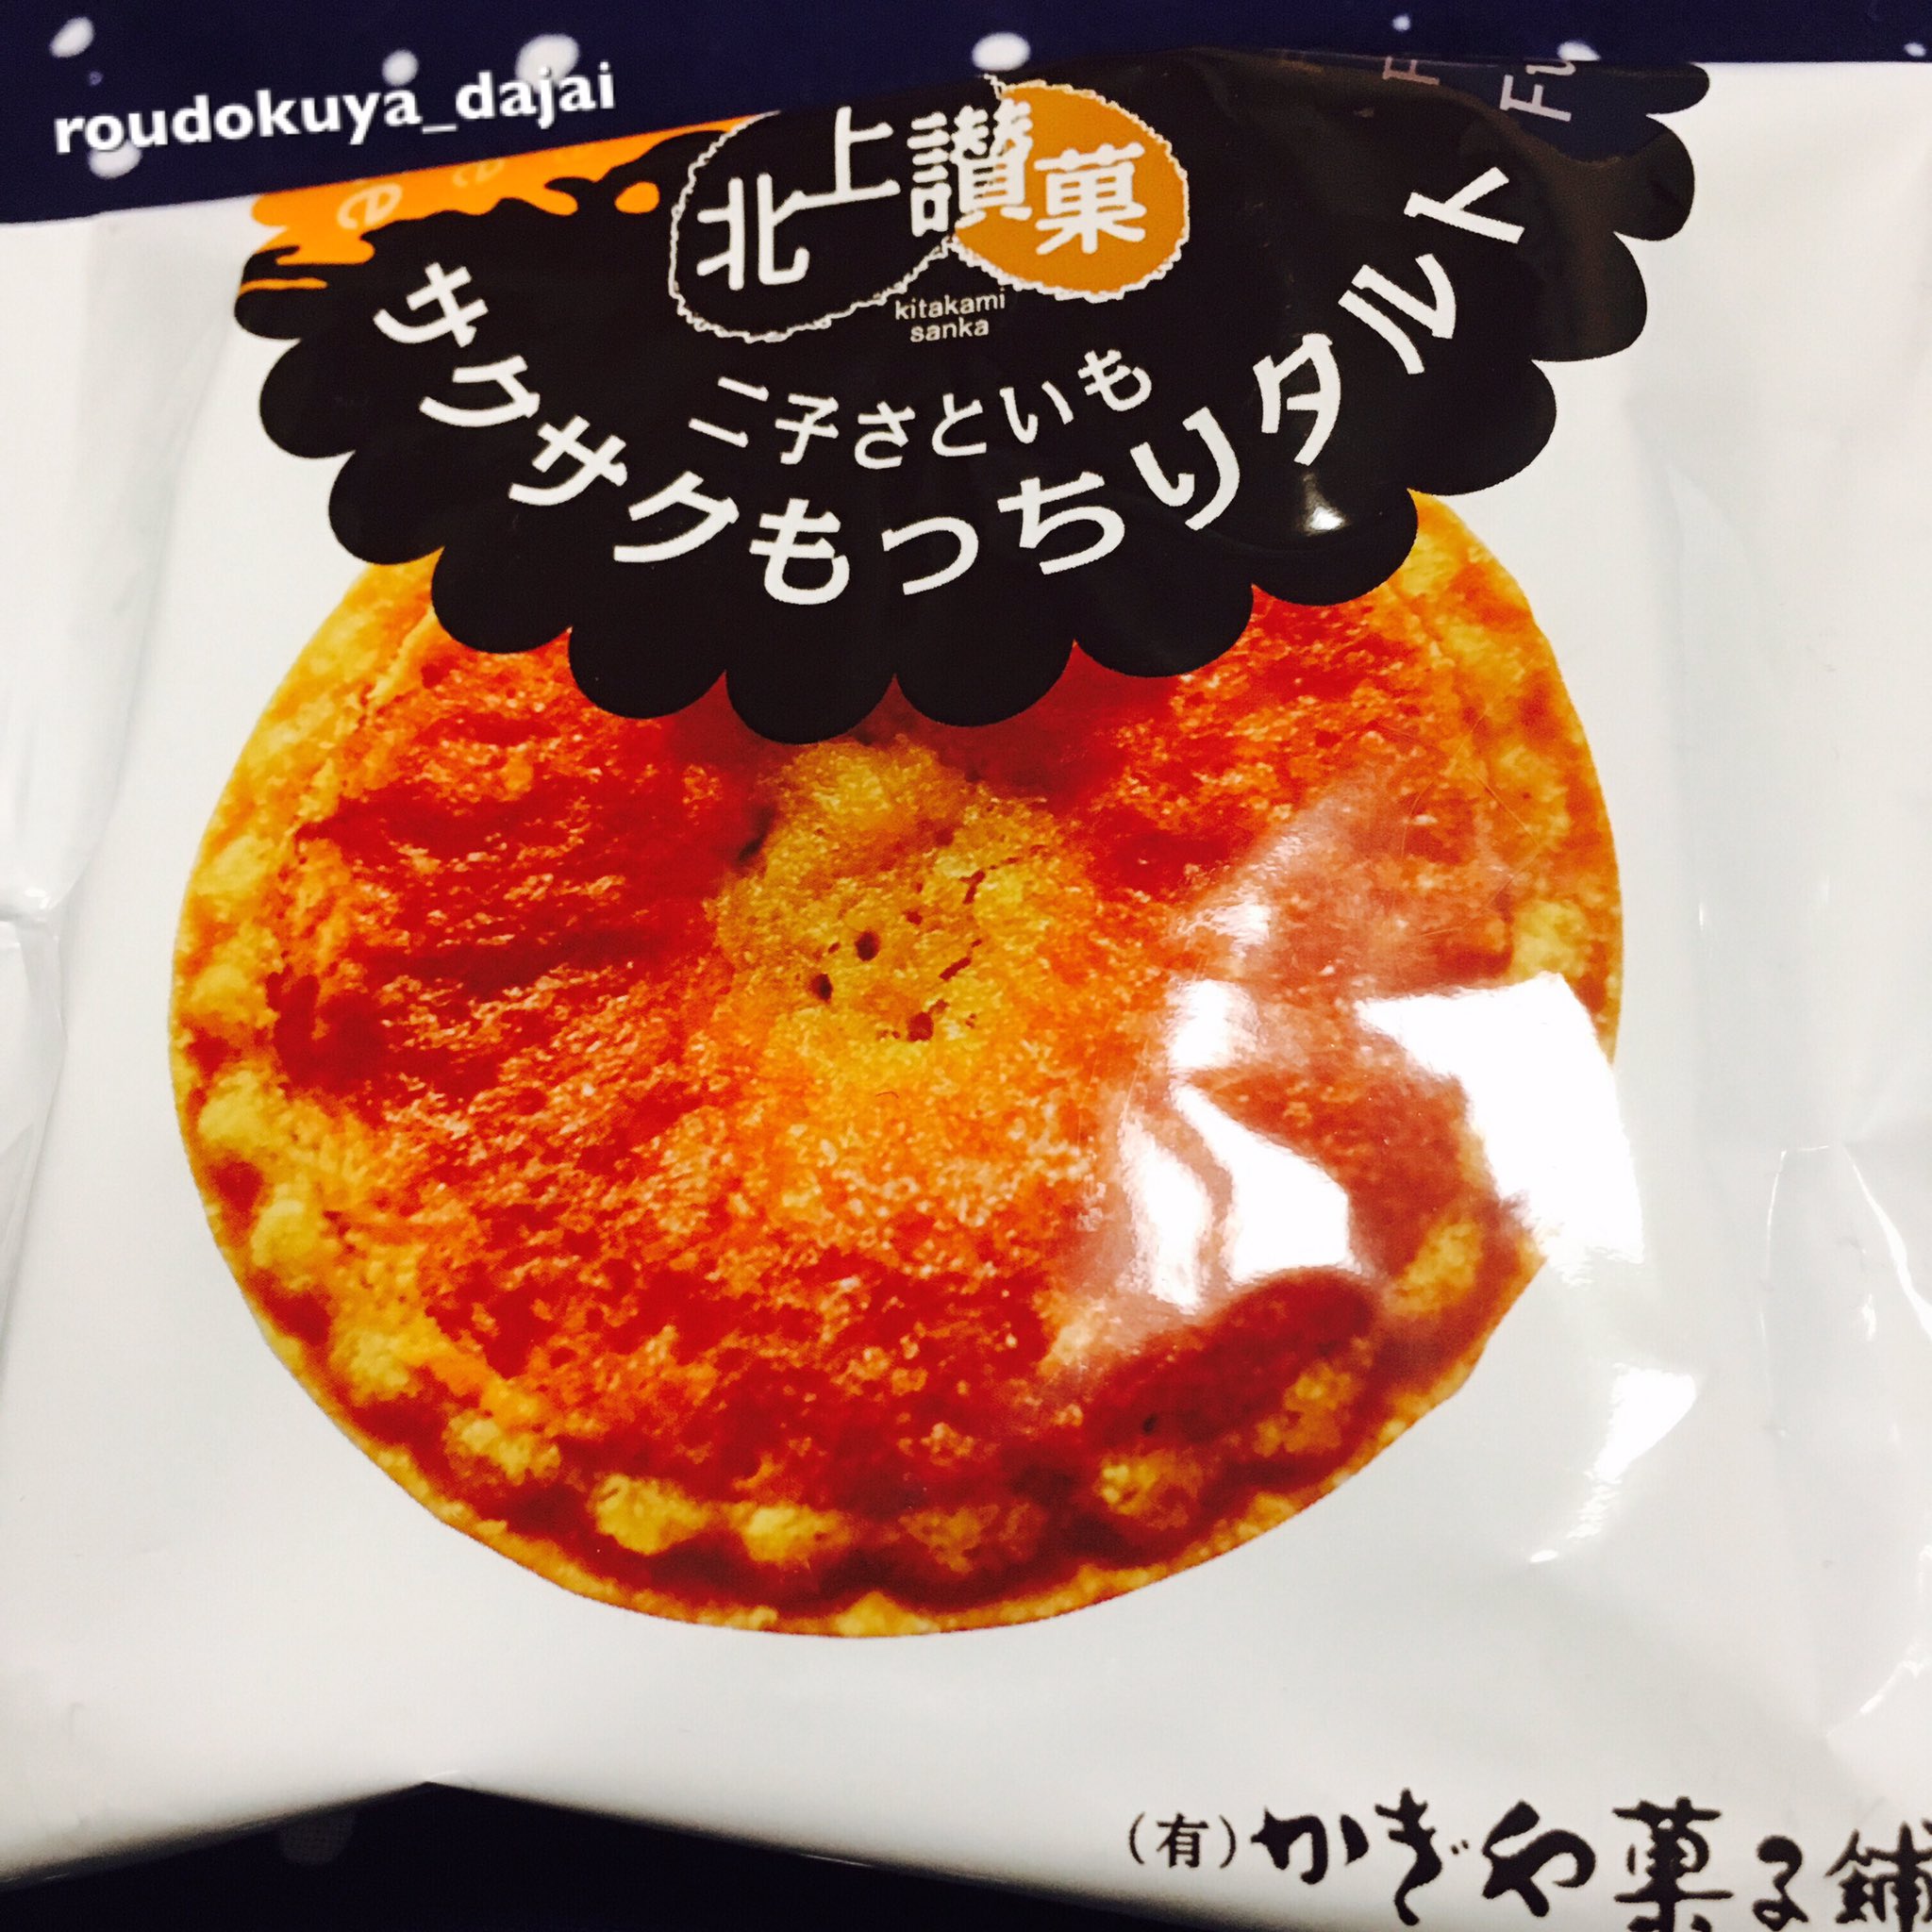 roudokuya_dajai
北上讃菓
kitakami
sanka
二子さといも
サクサクもっちりタルト
(有)かぎや菓子舗